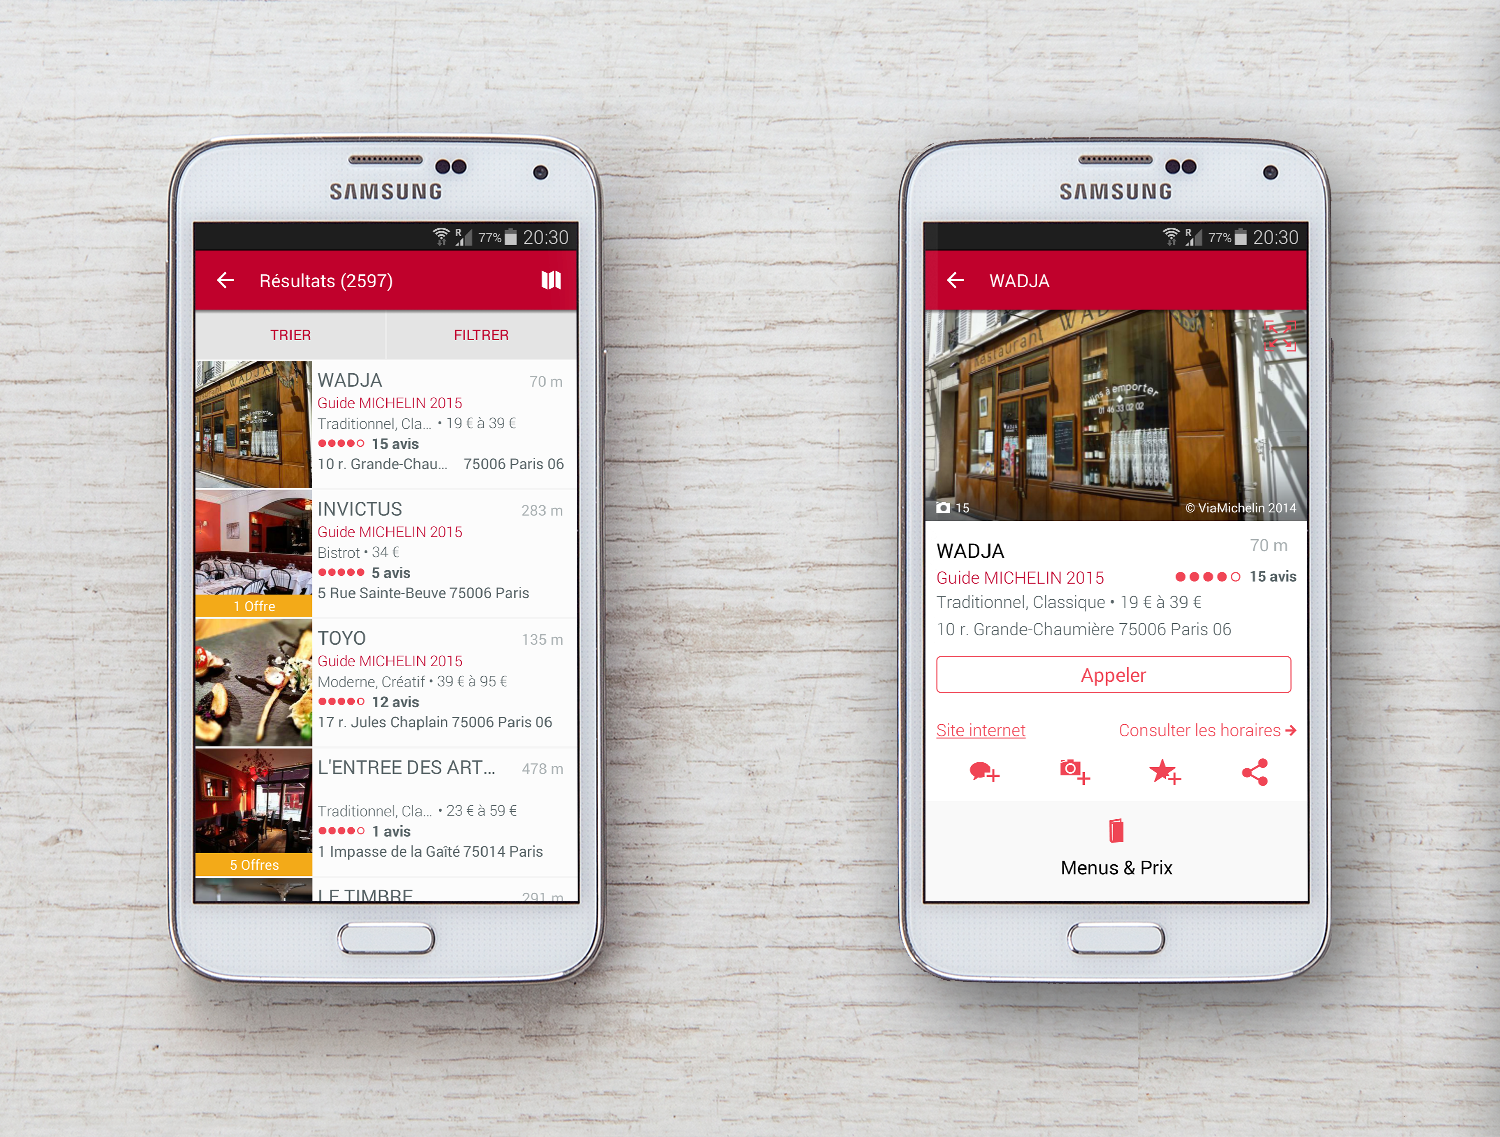 SAMSUNG
77% 20:30
Résultats (2597)
TRIER FILTRER
WADJA 70 m
Guide MICHELIN 2015
Traditionnel, Cla... • 19 € à 39 €
15 avis
10 r. Grande-Chau... 75006 Paris 06
INVICTUS 283 m
Guide MICHELIN 2015
Bistrot • 34 €
5 avis
5 Rue Sainte-Beuve 75006 Paris
1 Offre
TOYO 135 m
Guide MICHELIN 2015
Moderne, Créatif • 39 € à 95 €
12 avis
17 r. Jules Chaplain 75006 Paris 06
L'ENTREE DES ART... 478 m
Traditionnel, Cla... • 23 € à 59 €
1 avis
1 Impasse de la Gaîté 75014 Paris
5 Offres
LE TIMBRE 291 m
SAMSUNG
R 77% 20:30
WADJA
Restaurant WADJA
vins à emporter
01 46 33 02 02
15 © ViaMichelin 2014
WADJA 70 m
Guide MICHELIN 2015 15 avis
Traditionnel, Classique • 19 € à 39 €
10 r. Grande-Chaumière 75006 Paris 06
Appeler
Site internet Consulter les horaires
Menus & Prix